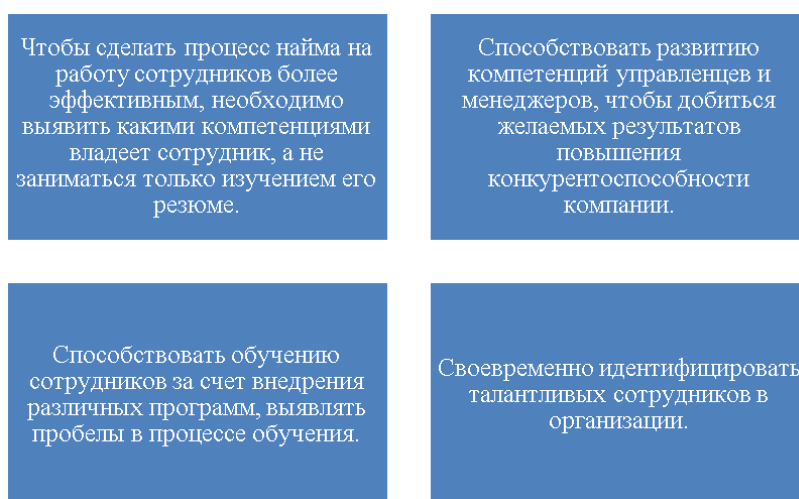 Чтобы сделать процесс найма на
работу сотрудников более
эффективным, необходимо
выявить какими компетенциями
владеет сотрудник, а не
заниматься только изучением его
резюме.
Способствовать развитию
компетенций управленцев и
менеджеров, чтобы добиться
желаемых результатов
повышения
конкурентоспособности
компании.
Способствовать обучению
сотрудников за счет внедрения
различных программ, выявлять
пробелы в процессе обучения.
Своевременно идентифицировать
талантливых сотрудников в
организации.